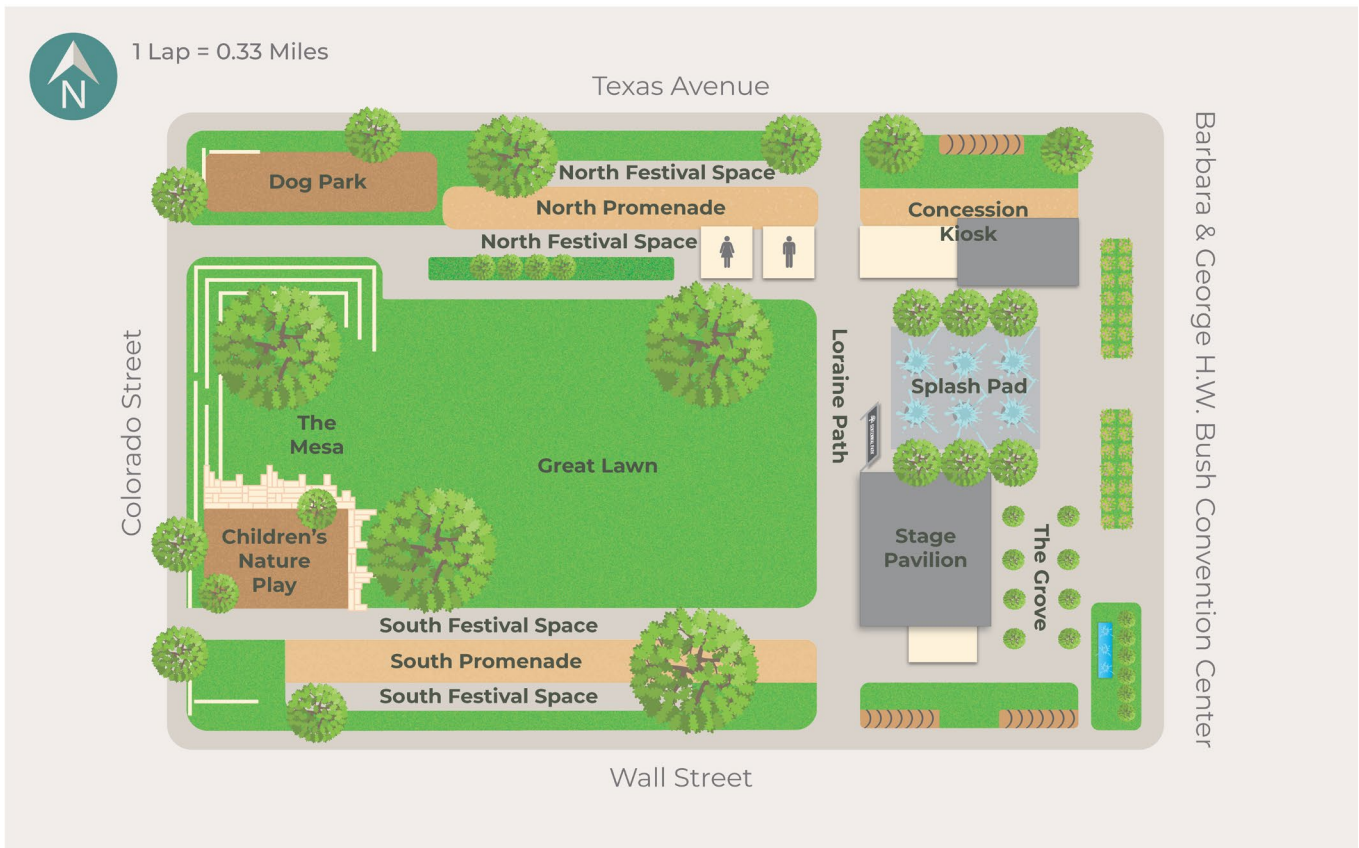 1 Lap = 0.33 Miles
N
Texas Avenue
Dog Park
North Festival Space
North Promenade
North Festival Space
Concession
Kiosk
Barbara & George H.W. Bush Convention Center
Colorado Street
The
Mesa
Great Lawn
Loraine Path
Splash Pad
Children's
Nature
Play
Stage
Pavilion
The Grove
South Festival Space
South Promenade
South Festival Space
Wall Street